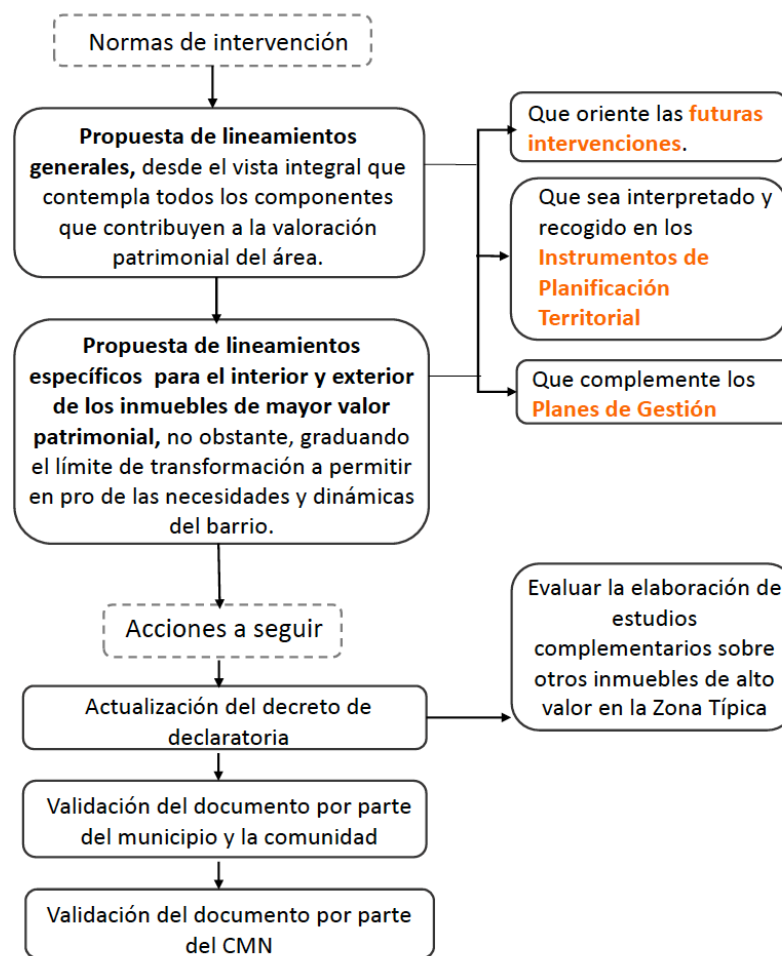 Normas de intervención
Propuesta de lineamientos
generales, desde el vista integral que
contempla todos los componentes
que contribuyen a la valoración
patrimonial del área.
Que oriente las futuras
intervenciones.
Que sea interpretado y
recogido en los
Instrumentos de
Planificación
Territorial
Que complemente los
Planes de Gestión
Propuesta de lineamientos
específicos para el interior y exterior
de los inmuebles de mayor valor
patrimonial, no obstante, graduando
el límite de transformación a permitir
en pro de las necesidades y dinámicas
del barrio.
Acciones a seguir
Actualización del decreto de
declaratoria
Evaluar la elaboración de
estudios
complementarios sobre
otros inmuebles de alto
valor en la Zona Típica
Validación del documento por parte
del municipio y la comunidad
Validación del documento por parte
del CMN